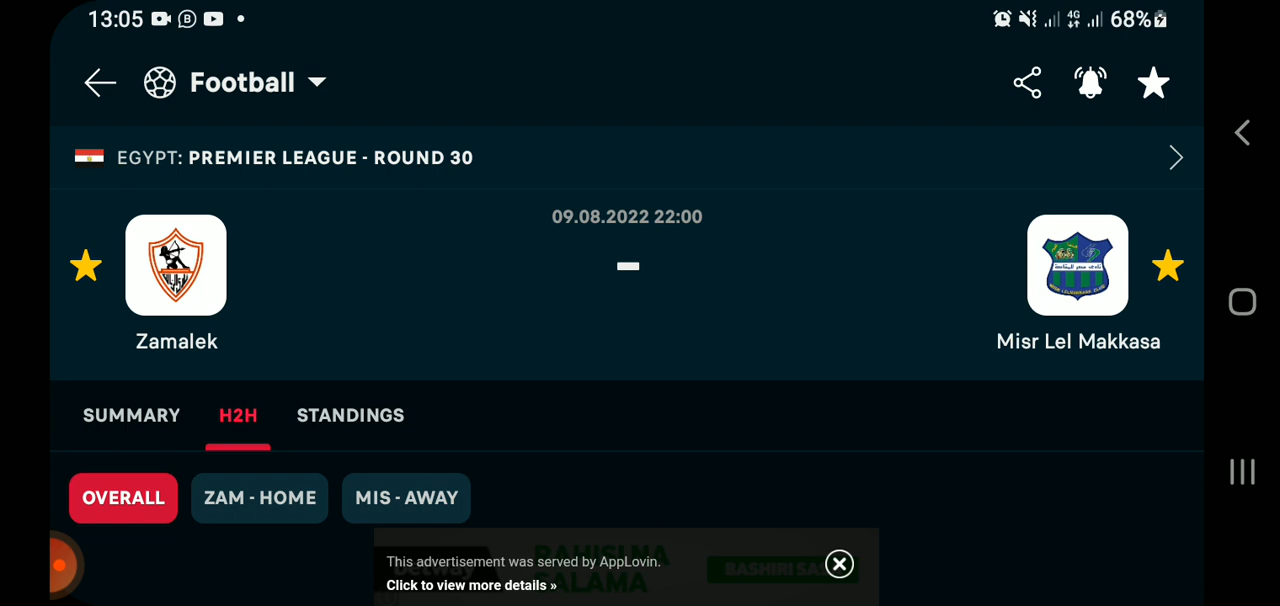 13:05 4G 68%
Football
EGYPT: PREMIER LEAGUE - ROUND 30
09.08.2022 22:00
Zamalek
Misr Lel Makkasa
SUMMARY H2H STANDINGS
OVERALL ZAM - HOME MIS - AWAY
This advertisement was served by AppLovin.
Click to view more details »